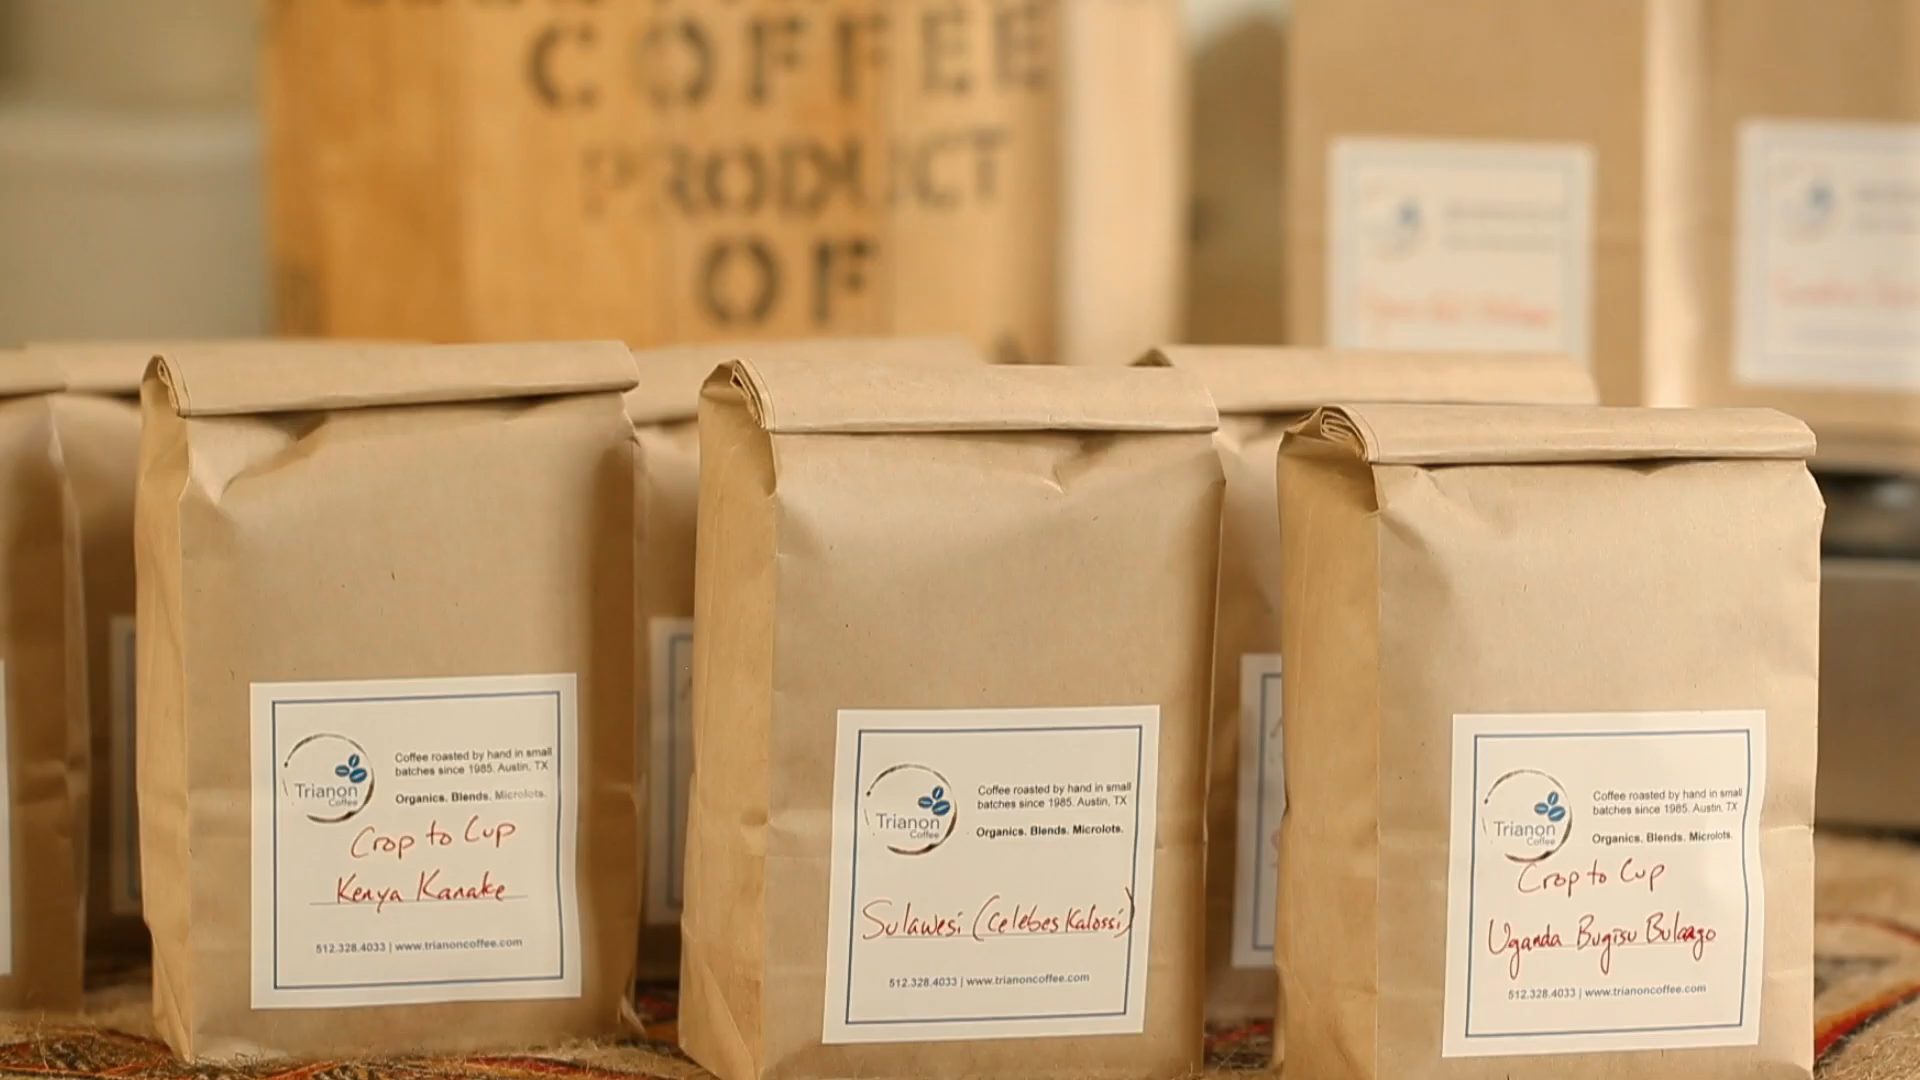 COFFEE
PRODUCT
OF
Trianon
Coffee
Coffee roasted by hand in small
batches since 1985. Austin, TX
Organics. Blends. Microlots.
Crop to Cup
Kenya Kanake
512.328.4033 | www.trianoncoffee.com
Trianon
Coffee
Coffee roasted by hand in small
batches since 1985. Austin, TX
Organics. Blends. Microlots.
Sulawesi (Celebes Kalossi)
512.328.4033 | www.trianoncoffee.com
Trianon
Coffee
Coffee roasted by hand in small
batches since 1985. Austin, TX
Organics. Blends. Microlots.
Crop to Cup
Uganda Bugisu Bulaago
512.328.4033 | www.trianoncoffee.com